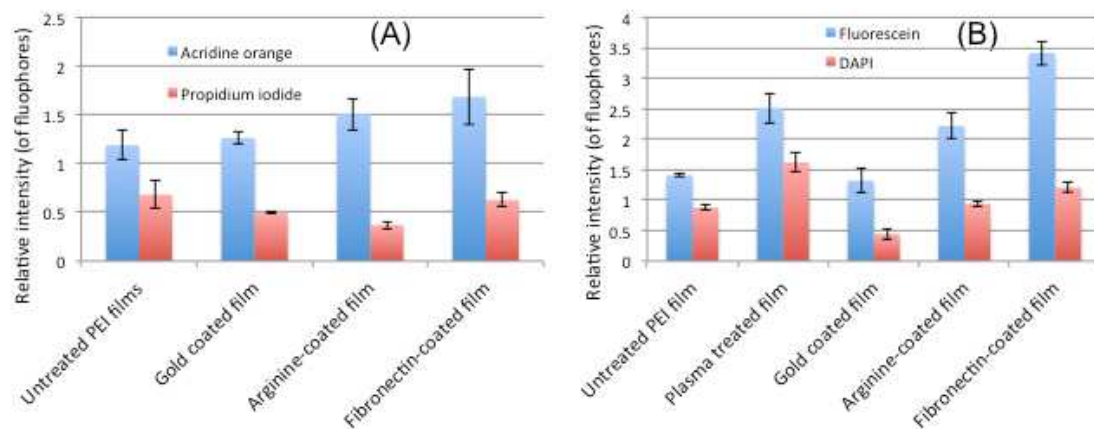 (A)
Relative intensity (of fluophores)
2.5
2
1.5
1
0.5
0
Acridine orange
Propidium iodide
Untreated PEI films
Gold coated film
Arginine-coated film
Fibronectin-coated film
(B)
Relative intensity (of fluophores)
4
3.5
3
2.5
2
1.5
1
0.5
0
Fluorescein
DAPI
Untreated PEI film
Plasma treated film
Gold coated film
Arginine-coated film
Fibronectin-coated film